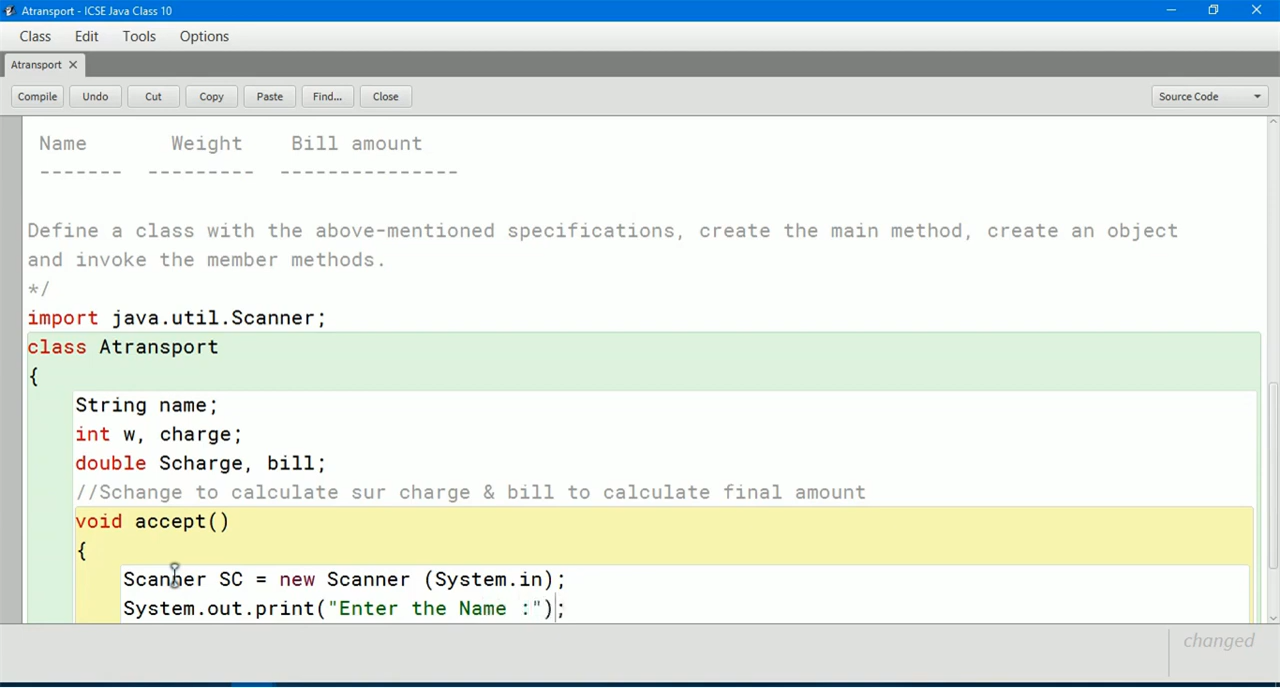 Atransport - ICSE Java Class 10
Class Edit Tools Options
Atransport
Compile Undo Cut Copy Paste Find... Close Source Code
Name Weight Bill amount
------- --------- ---------------
Define a class with the above-mentioned specifications, create the main method, create an object
and invoke the member methods.
*/
import java.util.Scanner;
class Atransport
{
String name;
int w, charge;
double Scharge, bill;
//Schange to calculate sur charge & bill to calculate final amount
void accept()
{
Scanner SC = new Scanner (System.in);
System.out.print("Enter the Name :");
changed